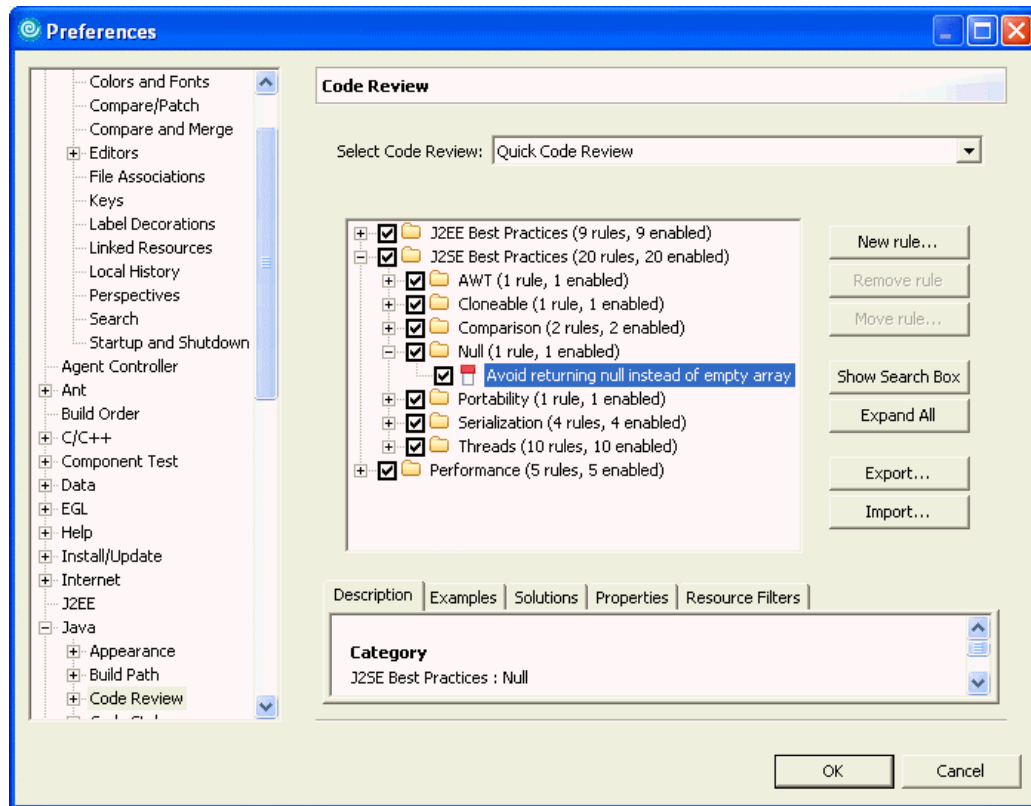 Preferences
Colors and Fonts
Compare/Patch
Compare and Merge
Editors
File Associations
Keys
Label Decorations
Linked Resources
Local History
Perspectives
Search
Startup and Shutdown
Agent Controller
Ant
Build Order
C/C++
Component Test
Data
EGL
Help
Install/Update
Internet
J2EE
Java
Appearance
Build Path
Code Review
Code Review
Select Code Review: Quick Code Review
J2EE Best Practices (9 rules, 9 enabled)
J2SE Best Practices (20 rules, 20 enabled)
AWT (1 rule, 1 enabled)
Cloneable (1 rule, 1 enabled)
Comparison (2 rules, 2 enabled)
Null (1 rule, 1 enabled)
Avoid returning null instead of empty array
Portability (1 rule, 1 enabled)
Serialization (4 rules, 4 enabled)
Threads (10 rules, 10 enabled)
Performance (5 rules, 5 enabled)
New rule...
Remove rule
Move rule...
Show Search Box
Expand All
Export...
Import...
Description Examples Solutions Properties Resource Filters
Category
J2SE Best Practices : Null
OK Cancel